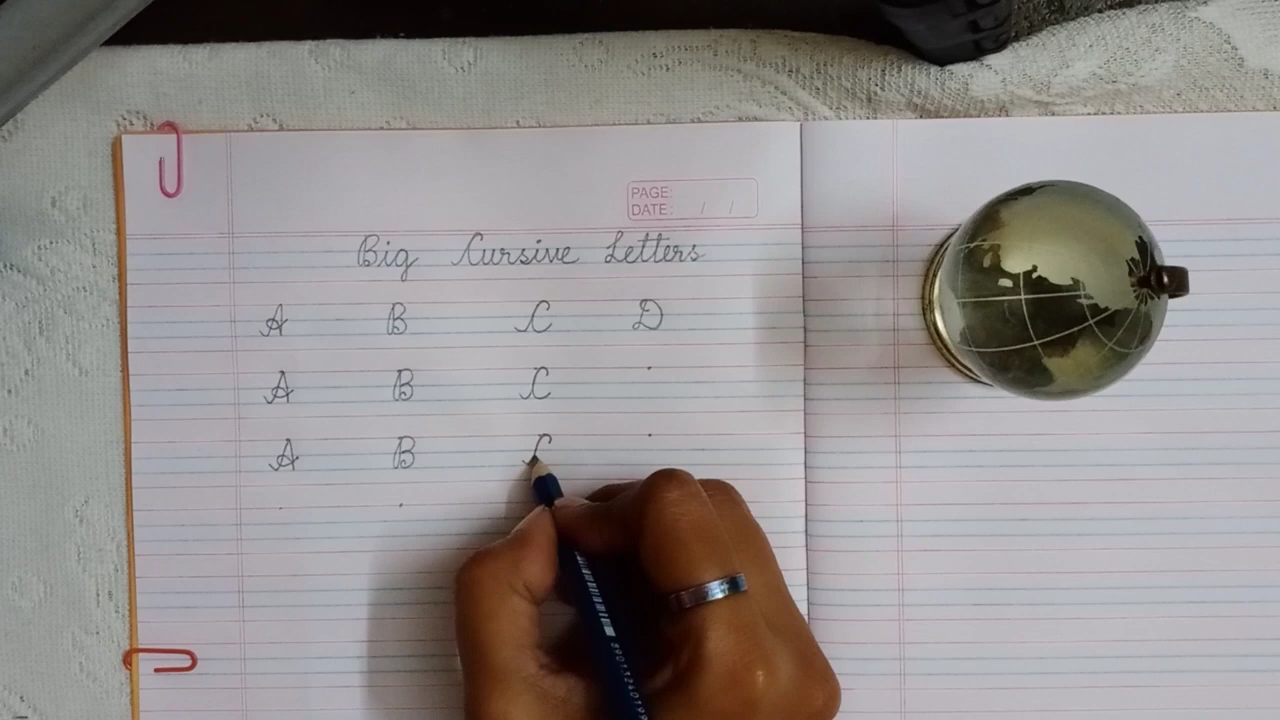 PAGE:
DATE: / /
Big Cursive Letters
A B C D
A B C
A B C